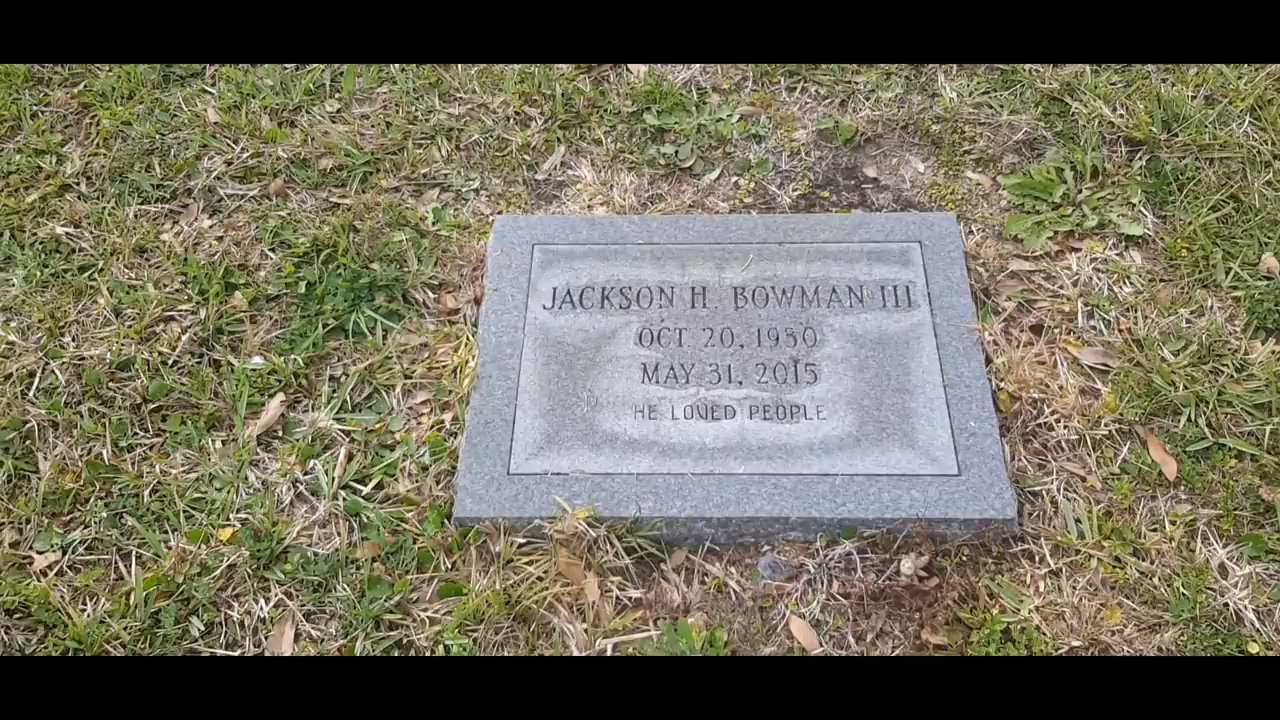 JACKSON H. BOWMAN III
OCT. 20, 1950
MAY 31, 2015
HE LOVED PEOPLE